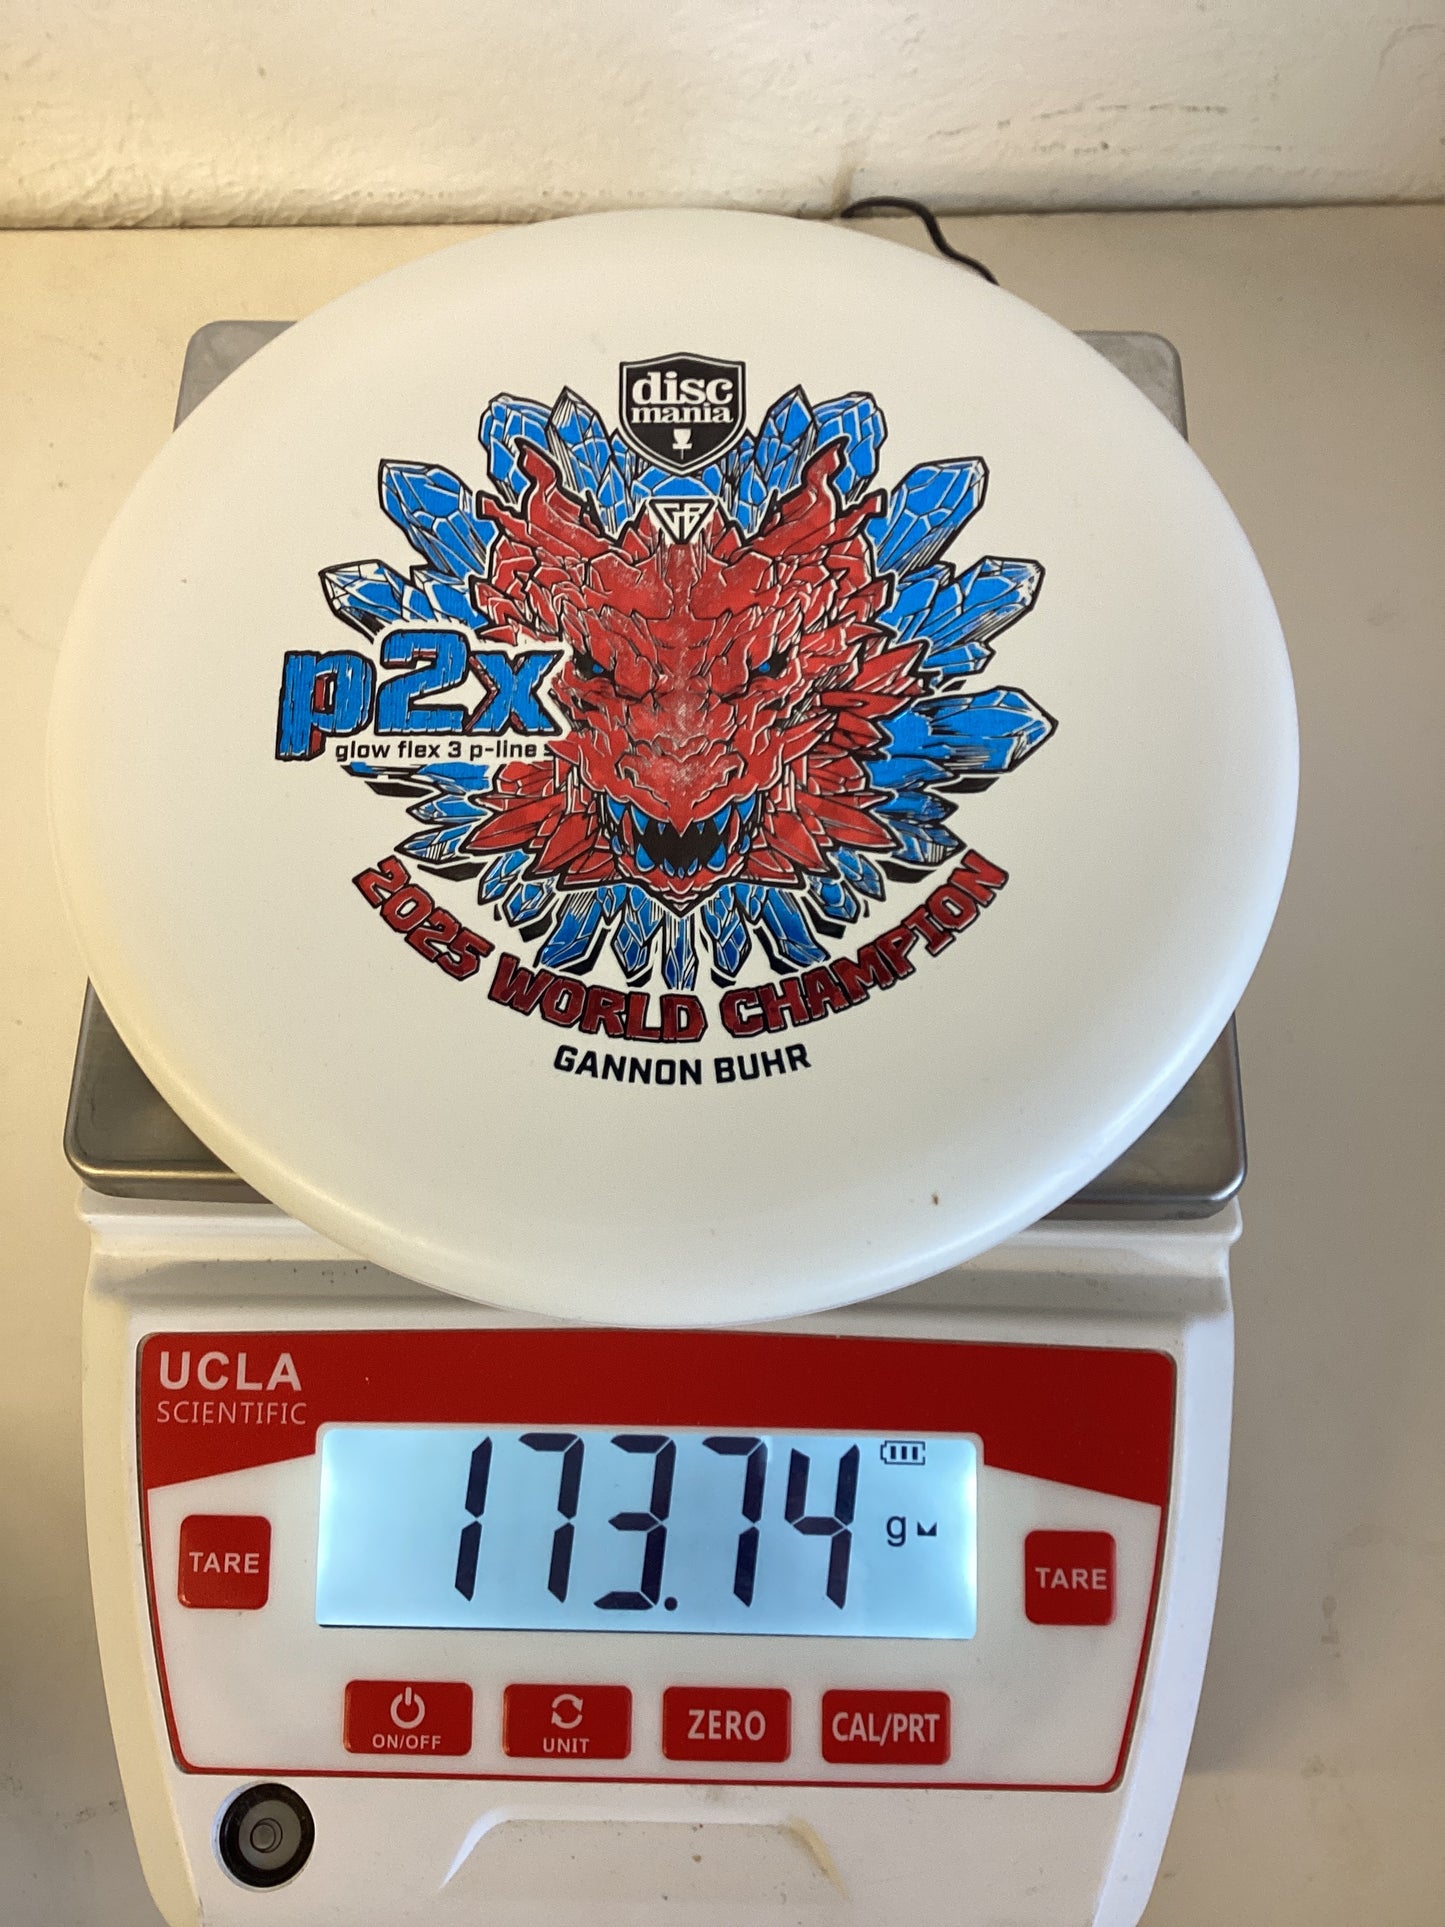 disc
mania
GB
p2x
glow flex 3 p-line
2025 WORLD CHAMPION
GANNON BUHR
UCLA
SCIENTIFIC
173.74 g
TARE
TARE
ON/OFF
UNIT
ZERO
CAL/PRT